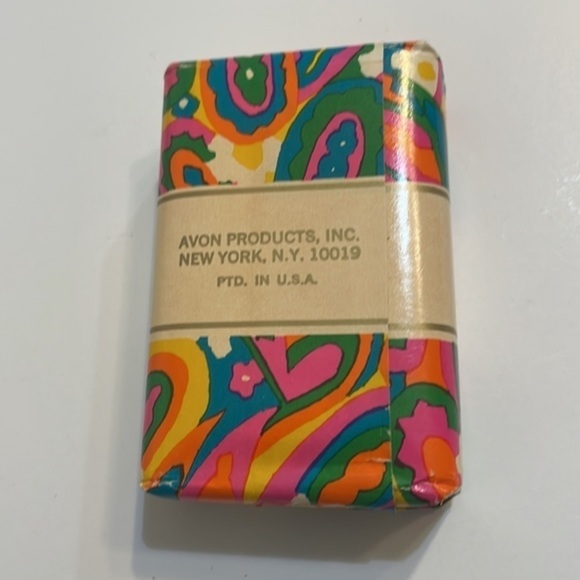 AVON PRODUCTS, INC.
NEW YORK, N.Y. 10019
PTD. IN U.S.A.